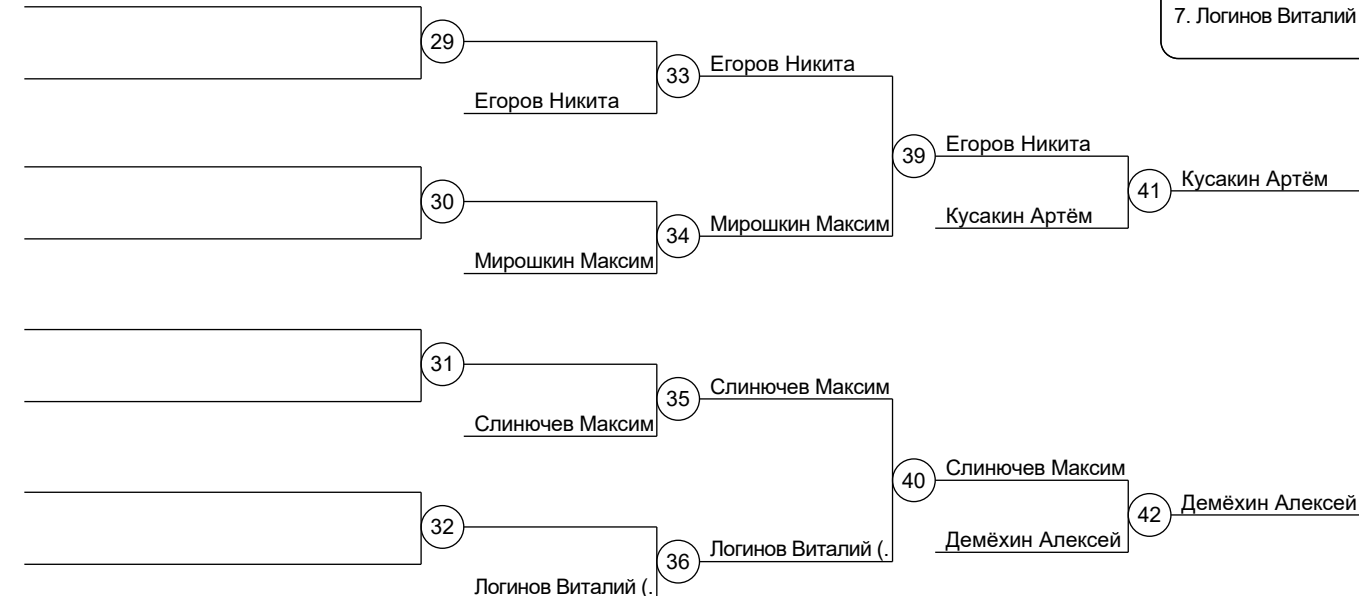 7. Логинов Виталий
29
33
Егоров Никита
Егоров Никита
39
Егоров Никита
41
Кусакин Артём
30
34
Мирошкин Максим
Кусакин Артём
Мирошкин Максим
31
35
Слинючев Максим
Слинючев Максим
40
Слинючев Максим
42
Демёхин Алексей
32
36
Логинов Виталий (.
Демёхин Алексей
Логинов Виталий (.